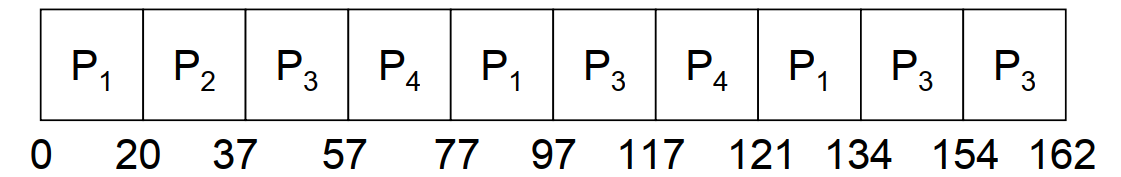 P₁ P₂ P₃ P₄ P₁ P₃ P₄ P₁ P₃ P₃
0 20 37 57 77 97 117 121 134 154 162